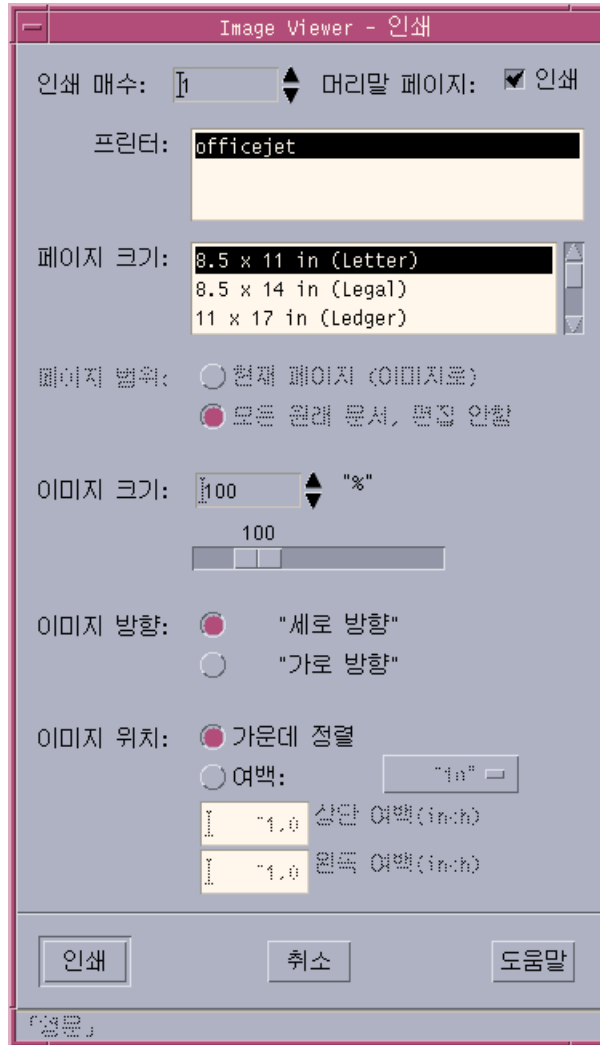 Image Viewer - 인쇄
인쇄 매수: 1 머리말 페이지: 인쇄
프린터: officejet
페이지 크기: 8.5 x 11 in (Letter)
8.5 x 14 in (Legal)
11 x 17 in (Ledger)
페이지 범위: 현재 페이지 (이미지로)
모든 원래 문서, 편집 안함
이미지 크기: 100 "%"
100
이미지 방향: "세로 방향"
"가로 방향"
이미지 위치: 가운데 정렬
여백:
상단 여백(inch)
왼쪽 여백(inch)
인쇄 취소 도움말